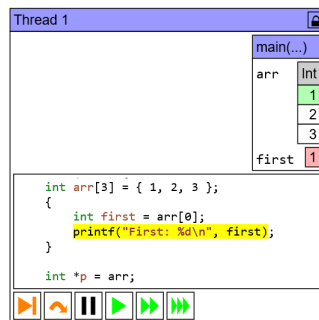 Thread 1
main(...)
arr Int
1
2
3
first 1
int arr[3] = { 1, 2, 3 };
{
int first = arr[0];
printf("First: %d\n", first);
}
int *p = arr;